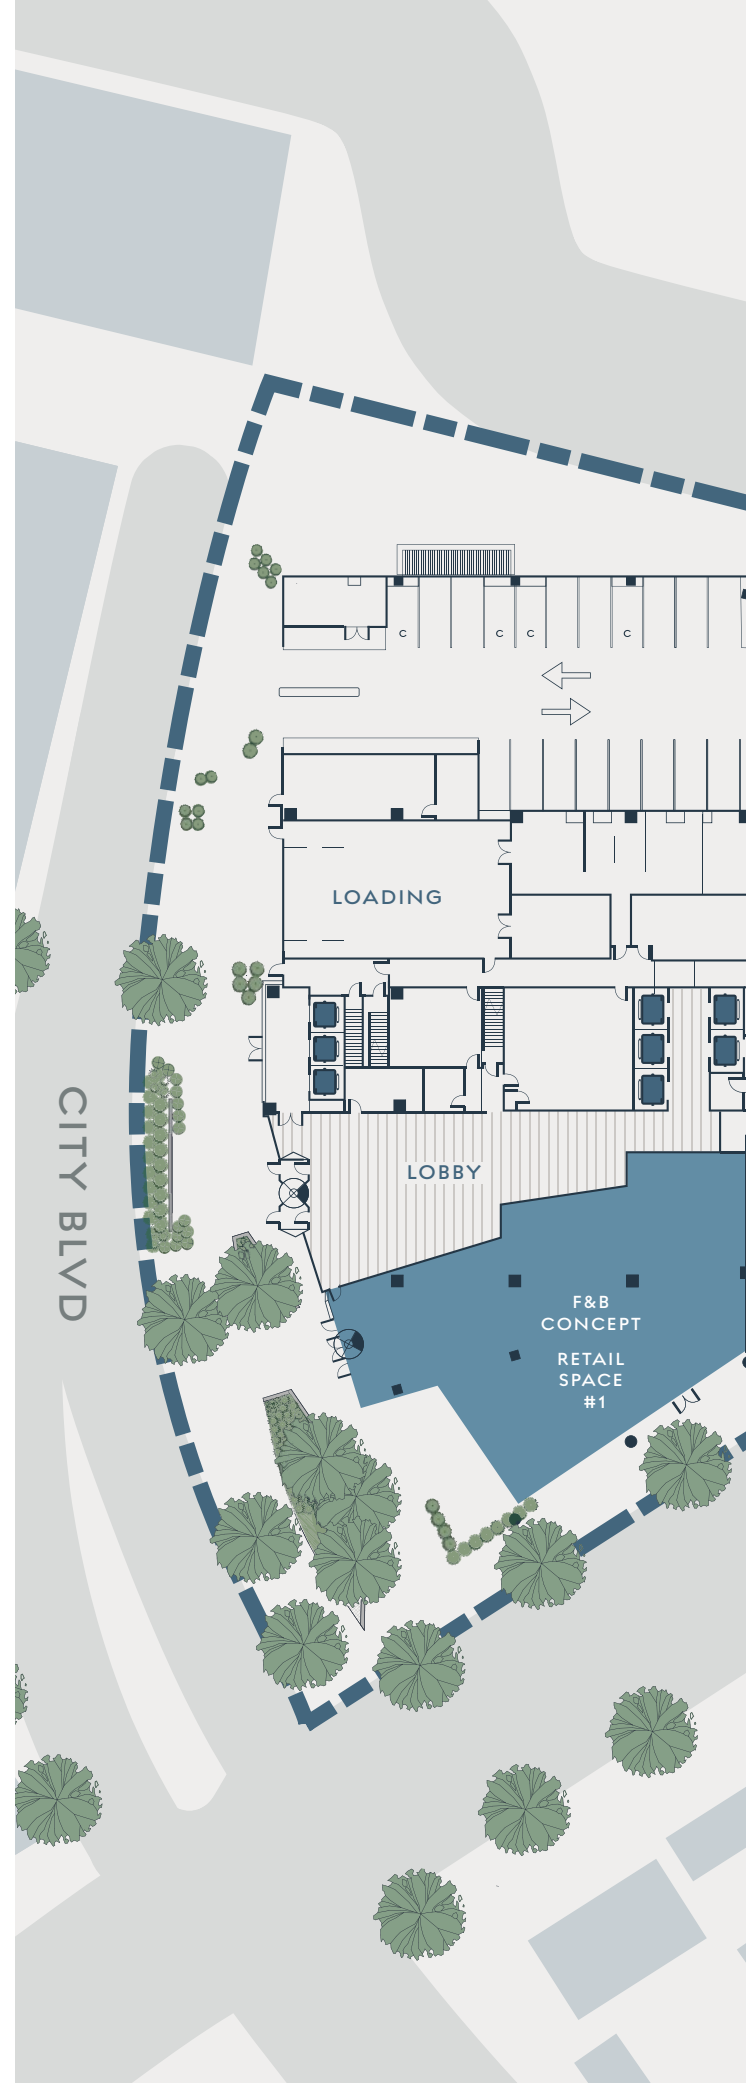 C
C
C
C
LOADING
CITY BLVD
LOBBY
F&B
CONCEPT
RETAIL
SPACE
#1